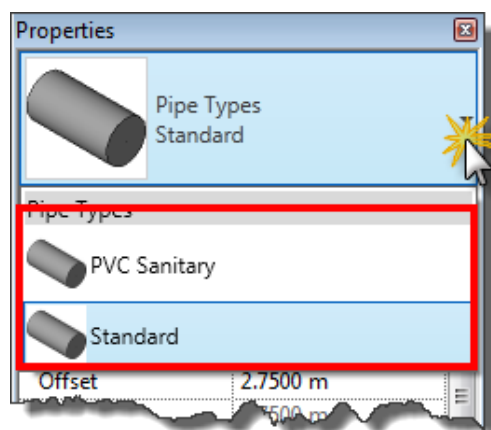 Properties
Pipe Types
Standard
Pipe Types
PVC Sanitary
Standard
Offset 2.7500 m